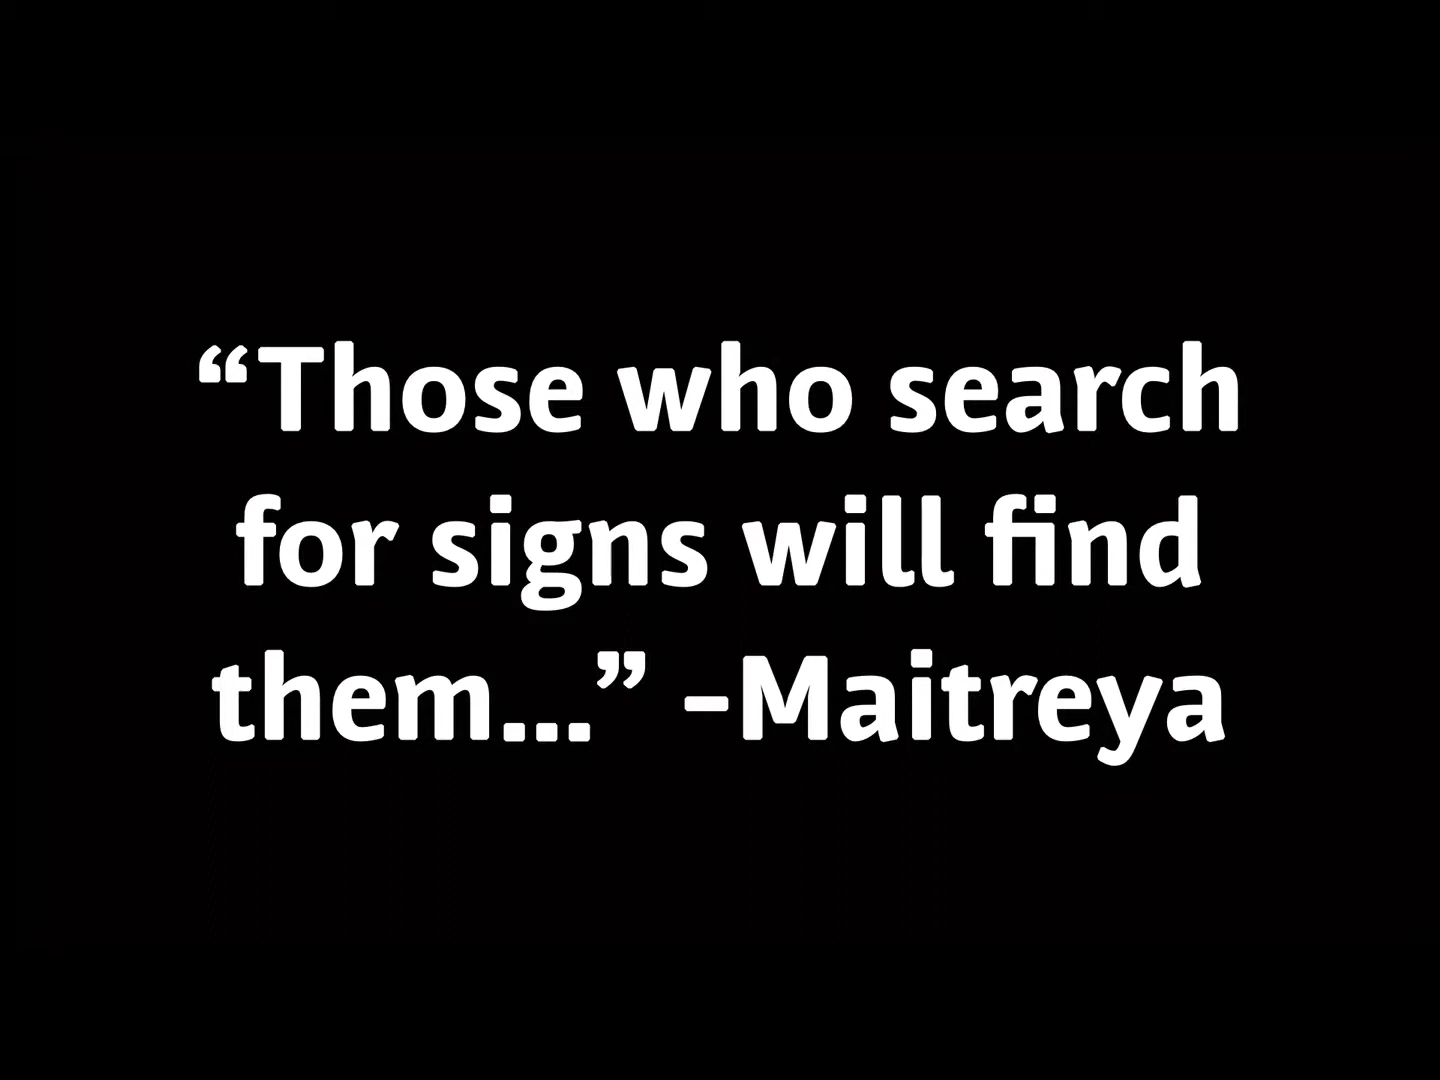 “Those who search
for signs will find
them...” -Maitreya